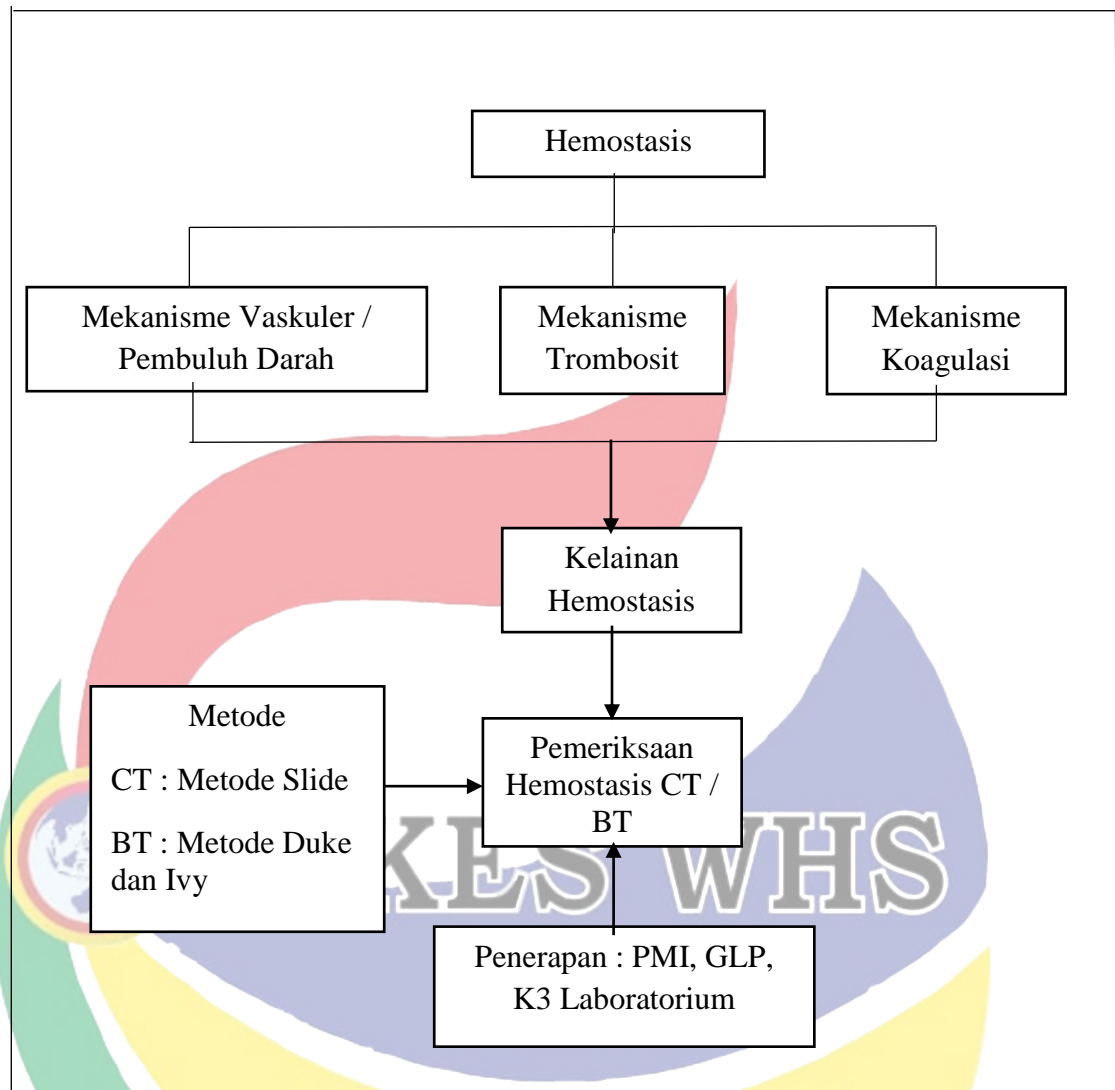 Hemostasis
Mekanisme Vaskuler /
Pembuluh Darah
Mekanisme
Trombosit
Mekanisme
Koagulasi
Kelainan
Hemostasis
Metode
CT : Metode Slide
BT : Metode Duke
dan Ivy
Pemeriksaan
Hemostasis CT /
BT
KES WHS
Penerapan : PMI, GLP,
K3 Laboratorium